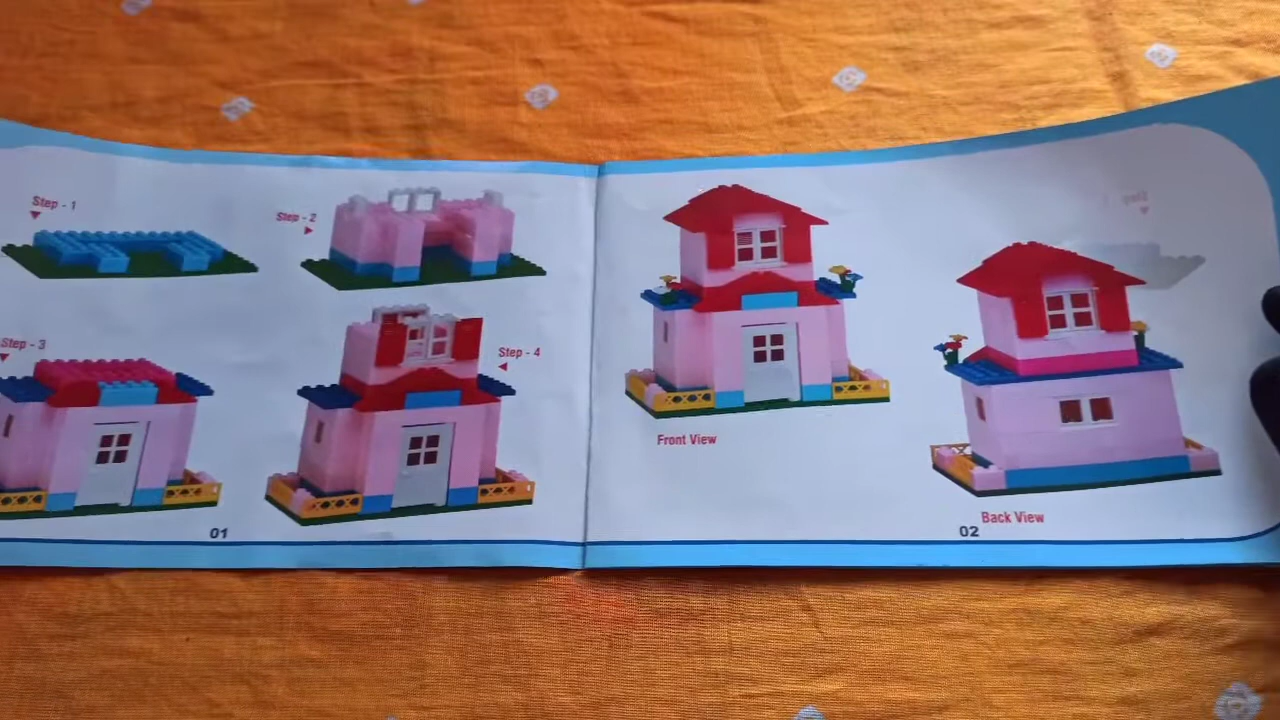 Step - 1
Step - 2
Step - 3
Step - 4
01
Front View
Back View
02